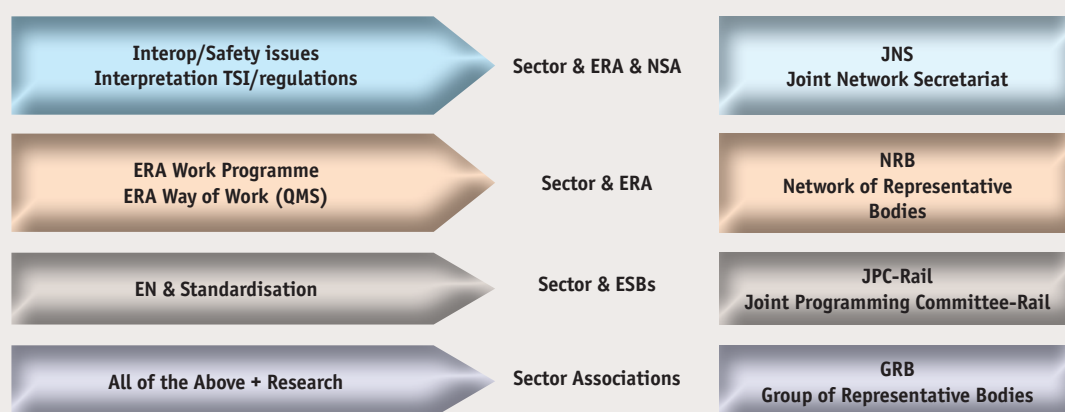 Interop/Safety issues
Interpretation TSI/regulations
Sector & ERA & NSA
JNS
Joint Network Secretariat
ERA Work Programme
ERA Way of Work (QMS)
Sector & ERA
NRB
Network of Representative
Bodies
EN & Standardisation
Sector & ESBs
JPC-Rail
Joint Programming Committee-Rail
All of the Above + Research
Sector Associations
GRB
Group of Representative Bodies